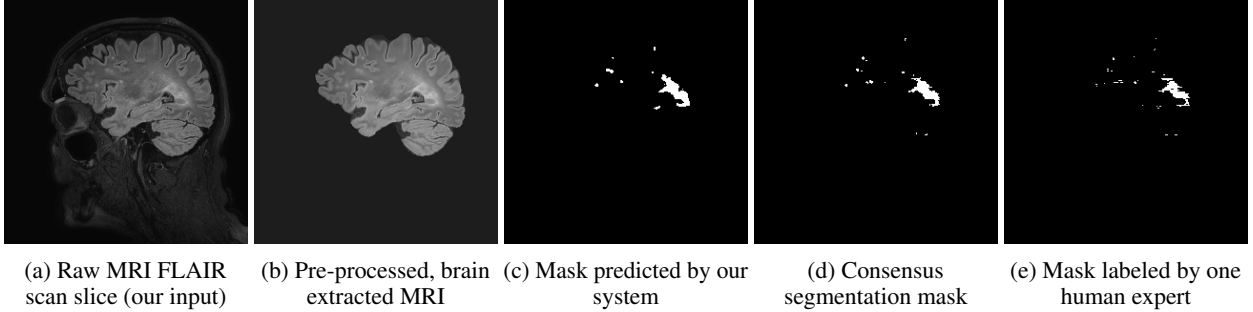 (a) Raw MRI FLAIR
scan slice (our input)
(b) Pre-processed, brain
extracted MRI
(c) Mask predicted by our
system
(d) Consensus
segmentation mask
(e) Mask labeled by one
human expert